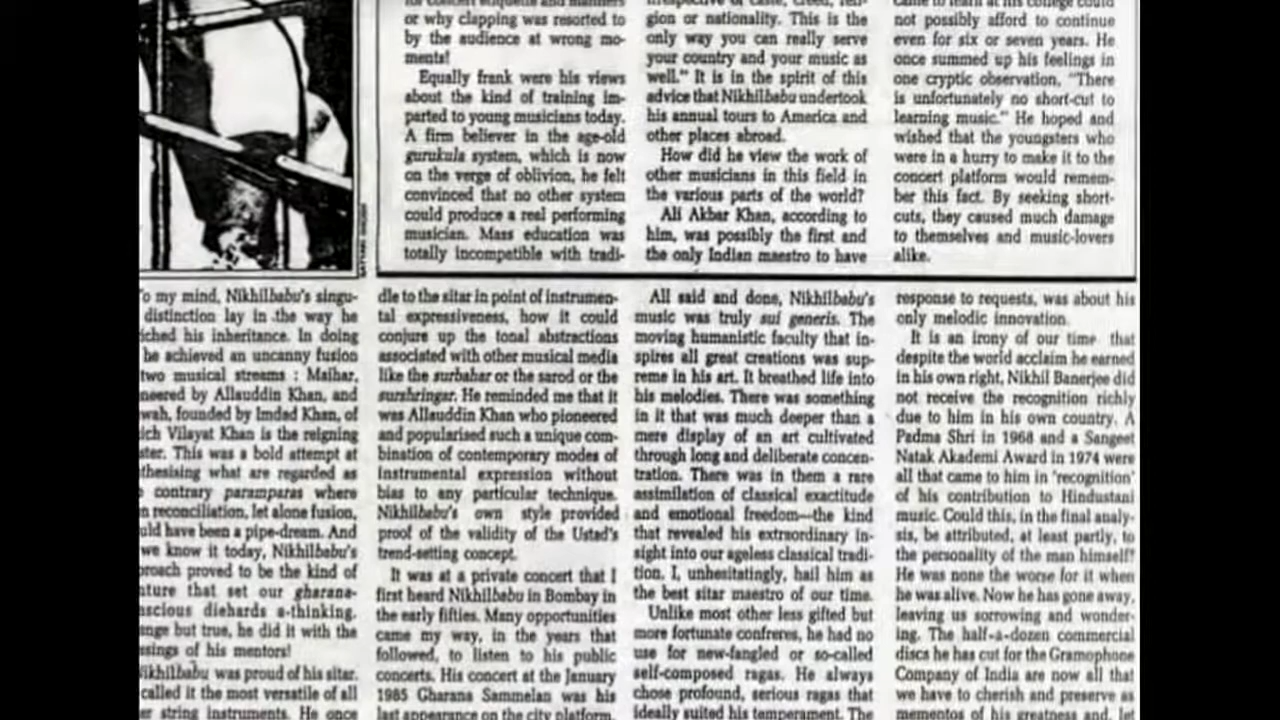 for concert etiquette and manners
or why clapping was resorted to
by the audience at wrong mo-
ments!
Equally frank were his views
about the kind of training im-
parted to young musicians today.
A firm believer in the age-old
gurukula system, which is now
on the verge of oblivion, he felt
convinced that no other system
could produce a real performing
musician. Mass education was
totally incompatible with tradi-
irrespective of caste, creed, reli-
gion or nationality. This is the
only way you can really serve
your country and your music as
well." It is in the spirit of this
advice that Nikhilbabu undertook
his annual tours to America and
other places abroad.
How did he view the work of
other musicians in this field in
the various parts of the world?
Ali Akbar Khan, according to
him, was possibly the first and
the only Indian maestro to have
came to learn at his college could
not possibly afford to continue
even for six or seven years. He
once summed up his feelings in
one cryptic observation, "There
is unfortunately no short-cut to
learning music." He hoped and
wished that the youngsters who
were in a hurry to make it to the
concert platform would remem-
ber this fact. By seeking short-
cuts, they caused much damage
to themselves and music-lovers
alike.
o my mind, Nikhilbabu's singu-
distinction lay in the way he
iched his inheritance. In doing
he achieved an uncanny fusion
two musical streams : Maihar,
neered by Allauddin Khan, and
wah, founded by Imdad Khan, of
ich Vilayat Khan is the reigning
ster. This was a bold attempt at
thesising what are regarded as
contrary paramparas where
n reconciliation, let alone fusion,
uld have been a pipe-dream. And
we know it today, Nikhilbabu's
proach proved to be the kind of
nture that set our gharana-
nscious diehards a-thinking.
ange but true, he did it with the
ssings of his mentors!
Nikhilbabu was proud of his sitar.
called it the most versatile of all
er string instruments. He once
dle to the sitar in point of instrumen-
tal expressiveness, how it could
conjure up the tonal abstractions
associated with other musical media
like the surbahar or the sarod or the
surshringar. He reminded me that it
was Allauddin Khan who pioneered
and popularised such a unique com-
bination of contemporary modes of
instrumental expression without
bias to any particular technique.
Nikhilbabu's own style provided
proof of the validity of the Ustad's
trend-setting concept.
It was at a private concert that I
first heard Nikhilbabu in Bombay in
the early fifties. Many opportunities
came my way, in the years that
followed, to listen to his public
concerts. His concert at the January
1985 Gharana Sammelan was his
last appearance on the city platform.
All said and done, Nikhilbabu's
music was truly sui generis. The
moving humanistic faculty that in-
spires all great creations was sup-
reme in his art. It breathed life into
his melodies. There was something
in it that was much deeper than a
mere display of an art cultivated
through long and deliberate concen-
tration. There was in them a rare
assimilation of classical exactitude
and emotional freedom—the kind
that revealed his extraordinary in-
sight into our ageless classical tradi-
tion. I, unhesitatingly, hail him as
the best sitar maestro of our time.
Unlike most other less gifted but
more fortunate confreres, he had no
use for new-fangled or so-called
self-composed ragas. He always
chose profound, serious ragas that
ideally suited his temperament. The
response to requests, was about his
only melodic innovation.
It is an irony of our time that
despite the world acclaim he earned
in his own right, Nikhil Banerjee did
not receive the recognition richly
due to him in his own country. A
Padma Shri in 1968 and a Sangeet
Natak Akademi Award in 1974 were
all that came to him in 'recognition'
of his contribution to Hindustani
music. Could this, in the final analy-
sis, be attributed, at least partly, to
the personality of the man himself?
He was none the worse for it when
he was alive. Now he has gone away,
leaving us sorrowing and wonder-
ing. The half-a-dozen commercial
discs he has cut for the Gramophone
Company of India are now all that
we have to cherish and preserve as
mementos of his greatness and, let